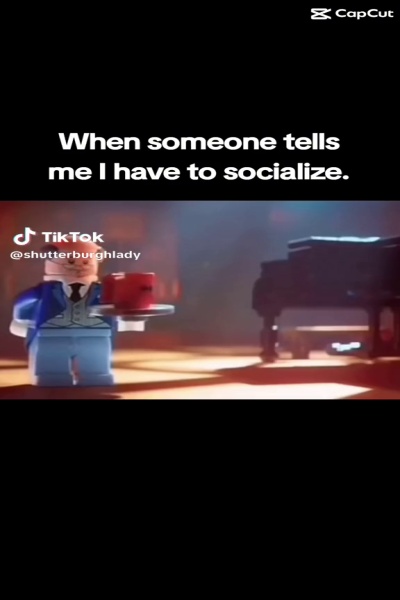 CapCut
When someone tells
me I have to socialize.
TikTok
@shutterburghlady